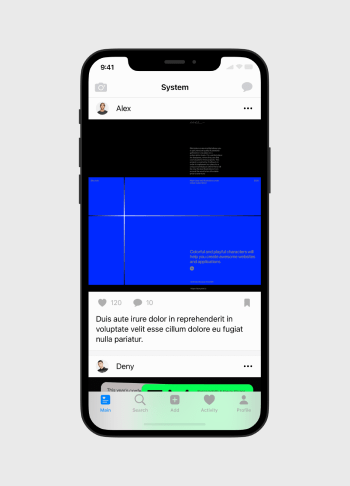 9:41
System
Alex
Colorful and playful characters will
help you create awesome websites
and applications.
120
10
Duis aute irure dolor in reprehenderit in
voluptate velit esse cillum dolore eu fugiat
nulla pariatur.
Deny
Main
Search
Add
Activity
Profile